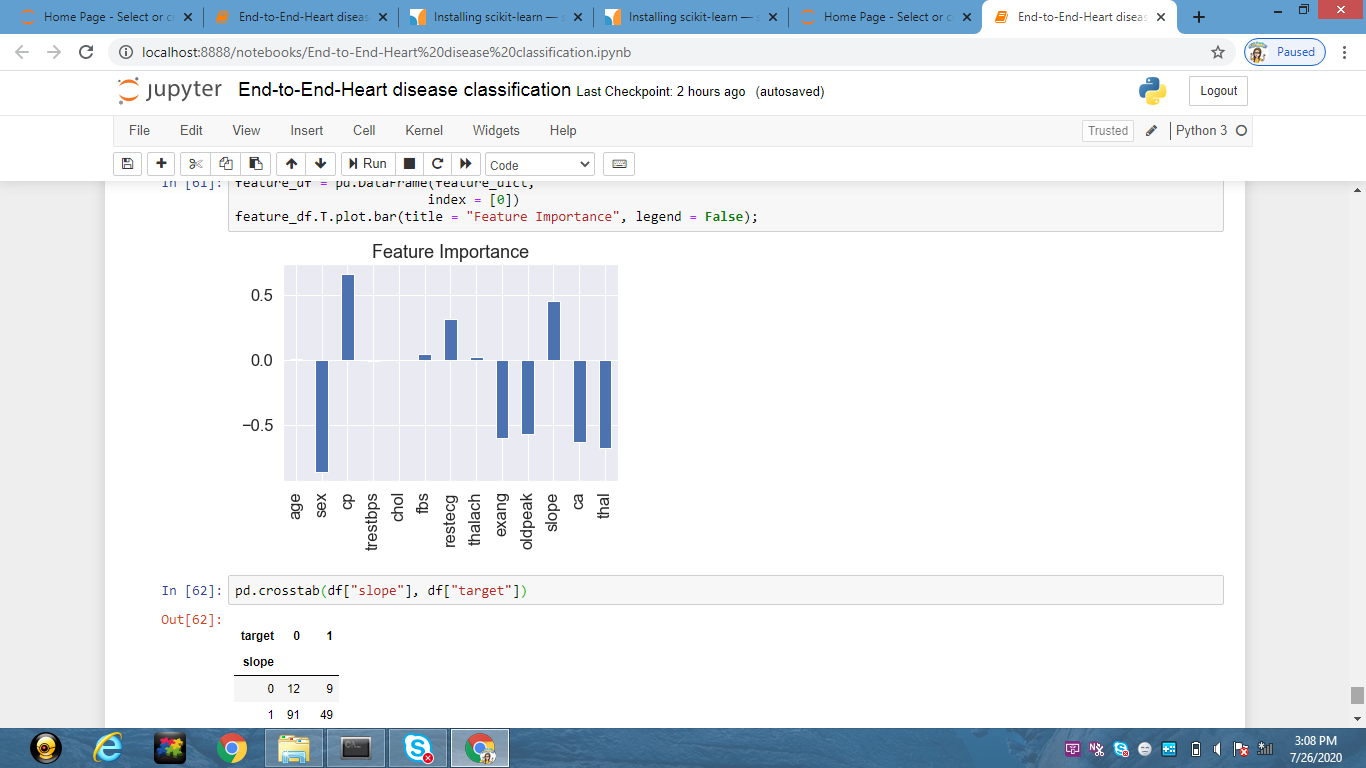 Home Page - Select or c
End-to-End-Heart diseas
Installing scikit-learn — s
Installing scikit-learn — s
Home Page - Select or c
End-to-End-Heart diseas
localhost:8888/notebooks/End-to-End-Heart%20disease%20classification.ipynb
Paused
jupyter End-to-End-Heart disease classification Last Checkpoint: 2 hours ago (autosaved)
Logout
File Edit View Insert Cell Kernel Widgets Help
Trusted
Python 3
Run
Code
In [61]: feature_df = pd.DataFrame(feature_dict,
index = [0])
feature_df.T.plot.bar(title = "Feature Importance", legend = False);
Feature Importance
0.5
0.0
−0.5
age
sex
cp
trestbps
chol
fbs
restecg
thalach
exang
oldpeak
slope
ca
thal
In [62]: pd.crosstab(df["slope"], df["target"])
Out[62]:
target 0 1
slope
0 12 9
1 91 49
3:08 PM
7/26/2020